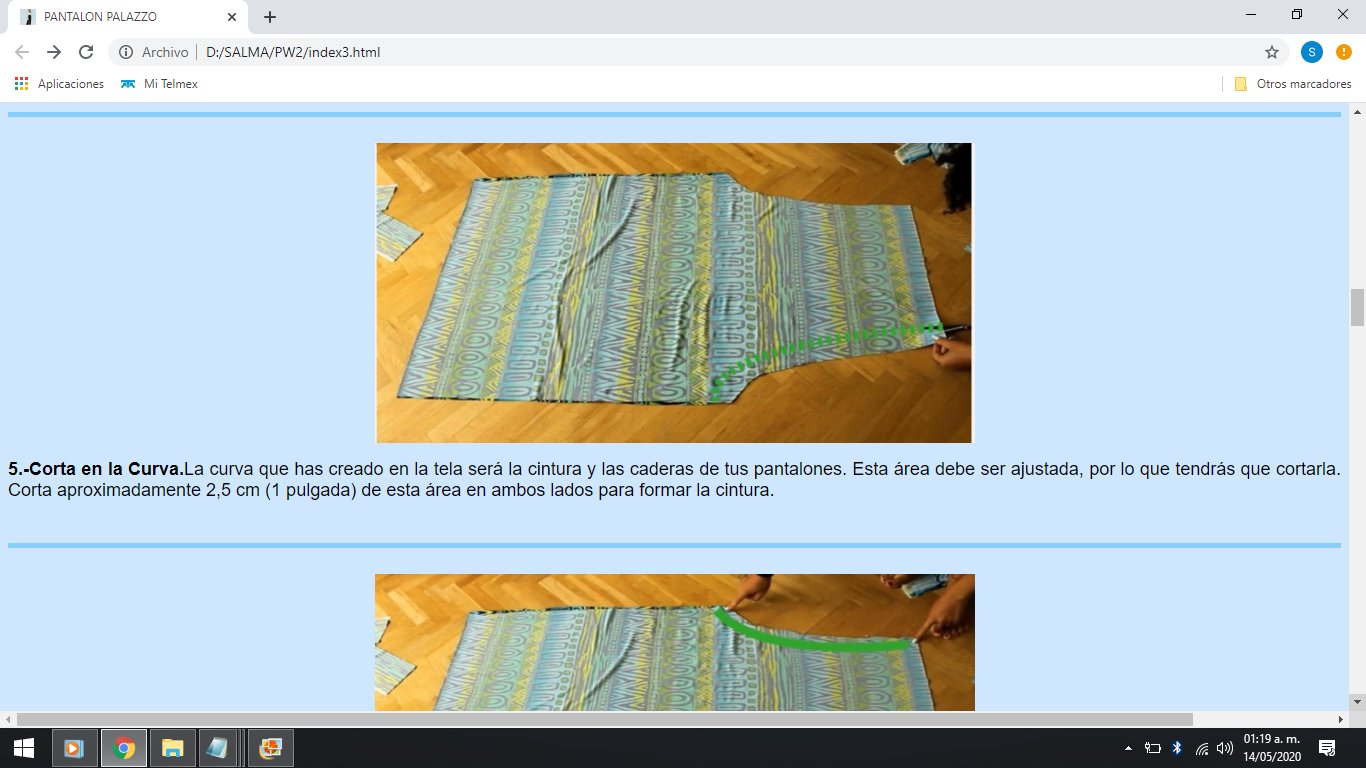 PANTALON PALAZZO
Archivo D:/SALMA/PW2/index3.html
S
Aplicaciones Mi Telmex Otros marcadores
5.-Corta en la Curva.La curva que has creado en la tela será la cintura y las caderas de tus pantalones. Esta área debe ser ajustada, por lo que tendrás que cortarla.
Corta aproximadamente 2,5 cm (1 pulgada) de esta área en ambos lados para formar la cintura.
01:19 a. m.
14/05/2020